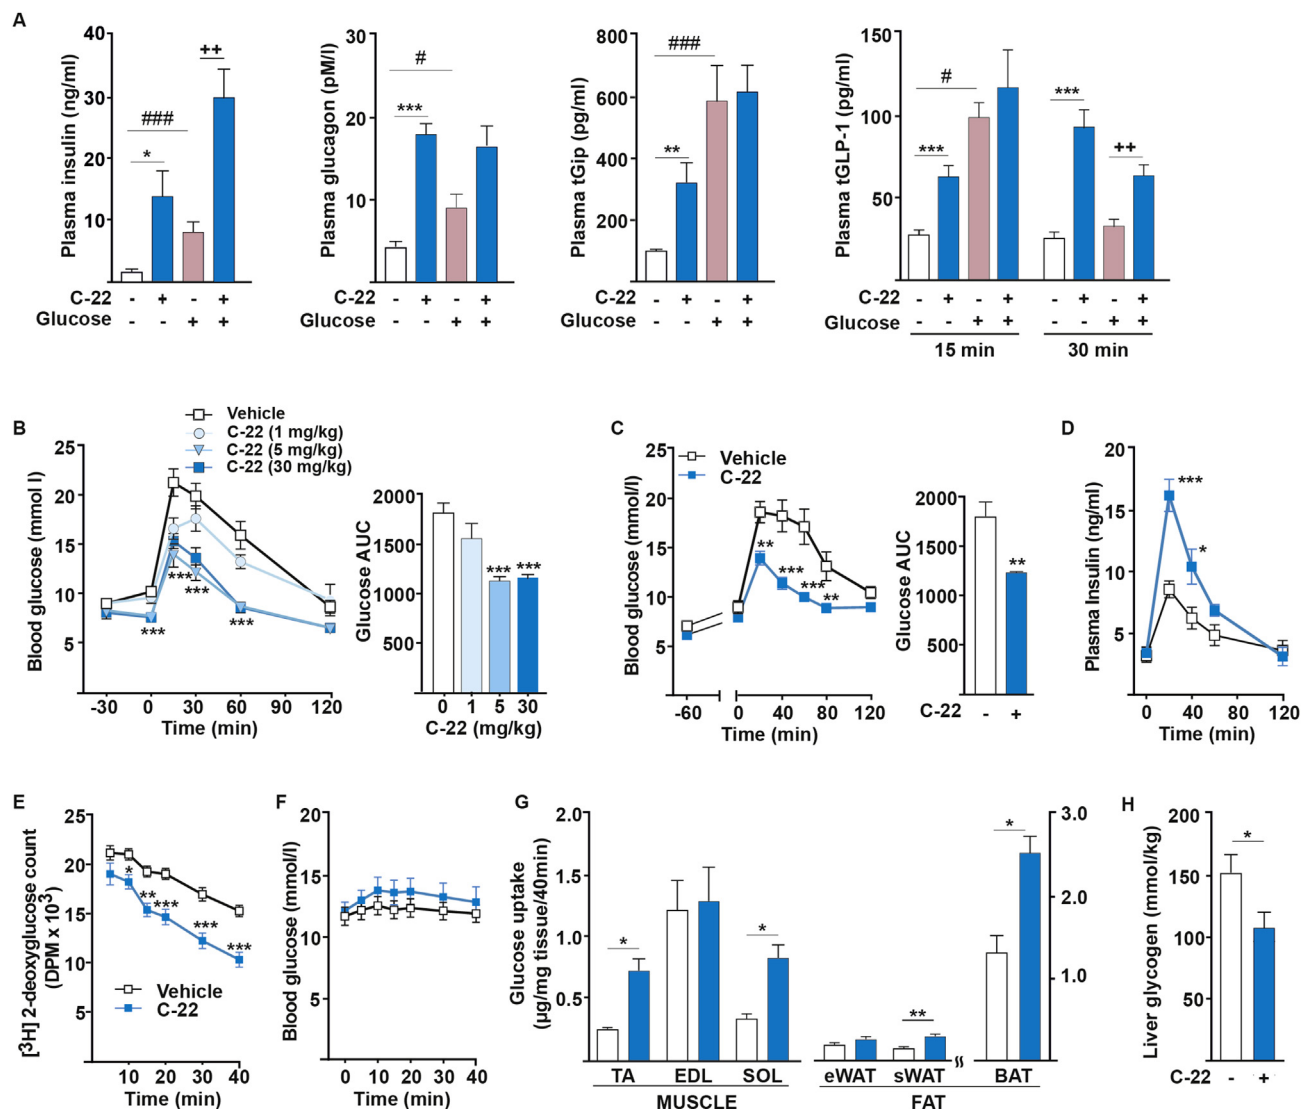 A
Plasma insulin (ng/ml)
40
30
20
10
###
*
++
C-22 - + - +
Glucose - - + +
Plasma glucagon (pM/l)
30
20
10
***
#
- + - +
- - + +
Plasma tGip (pg/ml)
800
600
400
200
###
**
C-22 - + - +
Glucose - - + +
Plasma tGLP-1 (pg/ml)
150
100
50
#
***
***
++
C-22 - + - + - + - +
Glucose - - + + - - + +
15 min 30 min
B
Vehicle
C-22 (1 mg/kg)
C-22 (5 mg/kg)
C-22 (30 mg/kg)
Blood glucose (mmol l)
25
20
15
10
5
***
***
***
***
-30 0 30 60 90 120
Time (min)
Glucose AUC
2000
1500
1000
500
*** ***
0 1 5 30
C-22 (mg/kg)
C
Vehicle
C-22
Blood glucose (mmol/l)
25
20
15
10
5
**
***
***
**
-60 0 40 80 120
Time (min)
Glucose AUC
2000
1500
1000
500
**
C-22 - +
D
Plasma Insulin (ng/ml)
20
15
10
5
***
*
0 40 80 120
Time (min)
E
[³H] 2-deoxyglucose count
(DPM x 10³)
25
20
15
10
5
0
*
**
***
***
***
Vehicle
C-22
10 20 30 40
Time (min)
F
Blood glucose (mmol/l)
20
15
10
5
0 10 20 30 40
Time (min)
G
Glucose uptake
(µg/mg tissue/40min)
2.0
1.5
1.0
0.5
3.0
2.0
1.0
*
*
**
*
TA EDL SOL eWAT sWAT BAT
MUSCLE FAT
H
Liver glycogen (mmol/kg)
200
150
100
50
*
C-22 - +